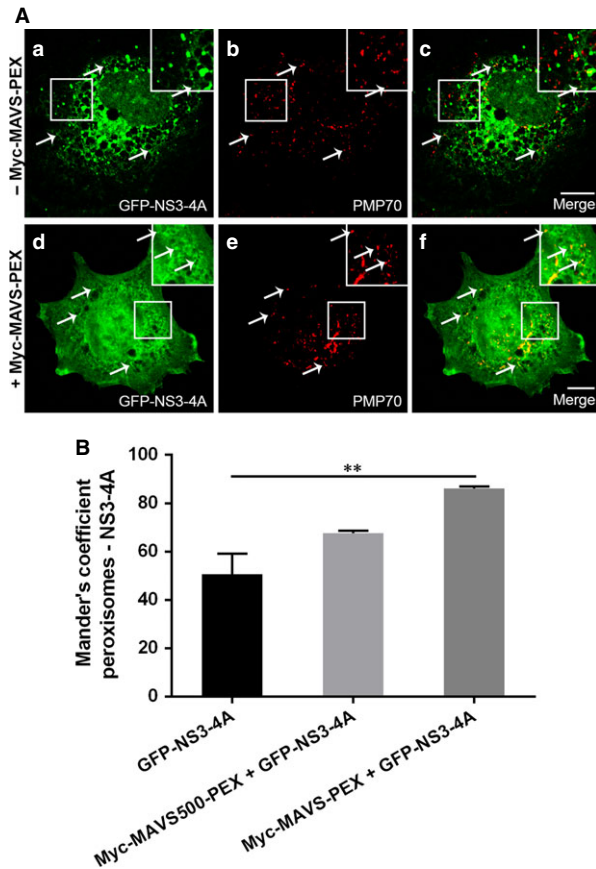 A
− Myc-MAVS-PEX
a
b
c
GFP-NS3-4A
PMP70
Merge
+ Myc-MAVS-PEX
d
e
f
GFP-NS3-4A
PMP70
Merge
B
Mander's coefficient
peroxisomes - NS3-4A
100
80
60
40
20
0
**
GFP-NS3-4A
Myc-MAVS500-PEX + GFP-NS3-4A
Myc-MAVS-PEX + GFP-NS3-4A